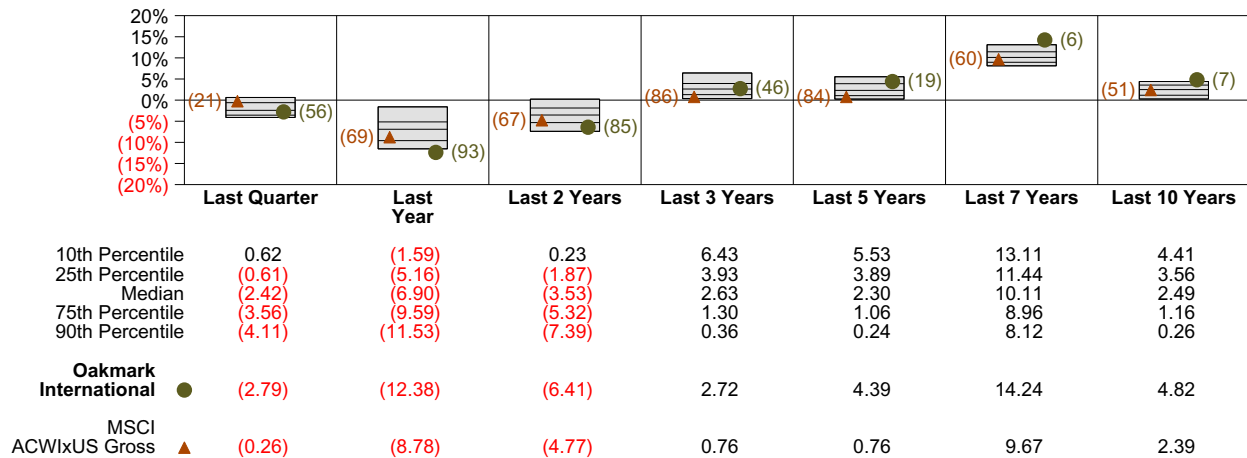 20%
15%
10%
5%
0%
(5%)
(10%)
(15%)
(20%)
(21) (56)
(69) (93)
(67) (85)
(86) (46)
(84) (19)
(60) (6)
(51) (7)
Last Quarter Last Year Last 2 Years Last 3 Years Last 5 Years Last 7 Years Last 10 Years
10th Percentile 0.62 (1.59) 0.23 6.43 5.53 13.11 4.41
25th Percentile (0.61) (5.16) (1.87) 3.93 3.89 11.44 3.56
Median (2.42) (6.90) (3.53) 2.63 2.30 10.11 2.49
75th Percentile (3.56) (9.59) (5.32) 1.30 1.06 8.96 1.16
90th Percentile (4.11) (11.53) (7.39) 0.36 0.24 8.12 0.26
Oakmark
International (2.79) (12.38) (6.41) 2.72 4.39 14.24 4.82
MSCI
ACWIxUS Gross (0.26) (8.78) (4.77) 0.76 0.76 9.67 2.39